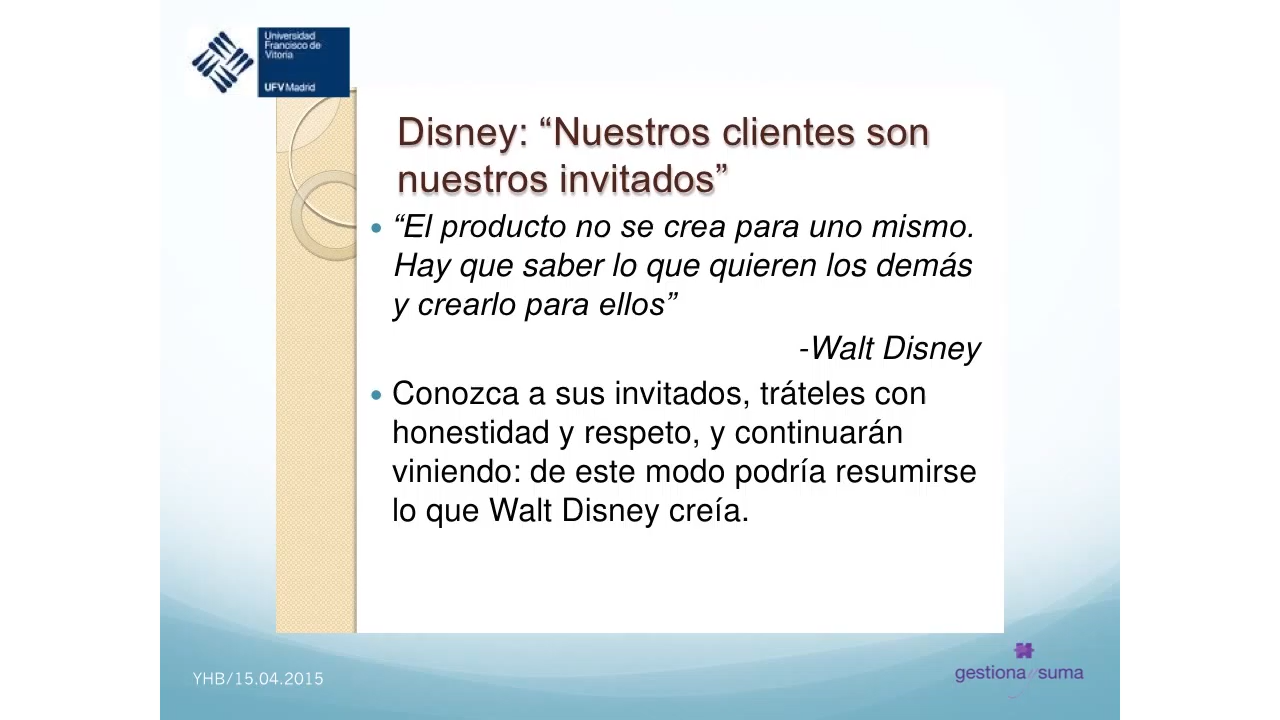 Universidad
Francisco de
Vitoria
UFV Madrid
Disney: “Nuestros clientes son
nuestros invitados”
• “El producto no se crea para uno mismo.
Hay que saber lo que quieren los demás
y crearlo para ellos”
-Walt Disney
• Conozca a sus invitados, tráteles con
honestidad y respeto, y continuarán
viniendo: de este modo podría resumirse
lo que Walt Disney creía.
YHB/15.04.2015
gestiona//suma